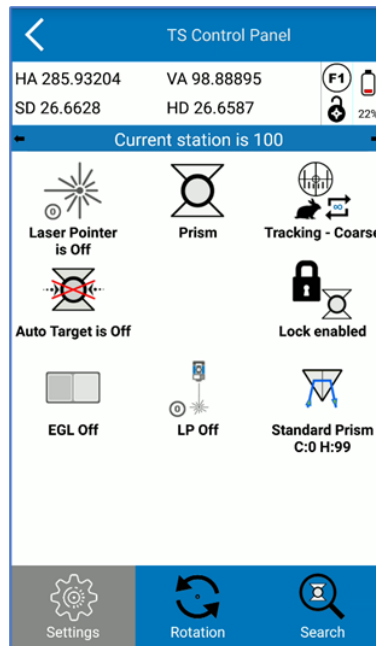 TS Control Panel
HA 285.93204 VA 98.88895 F1
SD 26.6628 HD 26.6587 22%
Current station is 100
Laser Pointer is Off
Prism
Tracking - Coarse
Auto Target is Off
Lock enabled
EGL Off
LP Off
Standard Prism
C:0 H:99
Settings Rotation Search